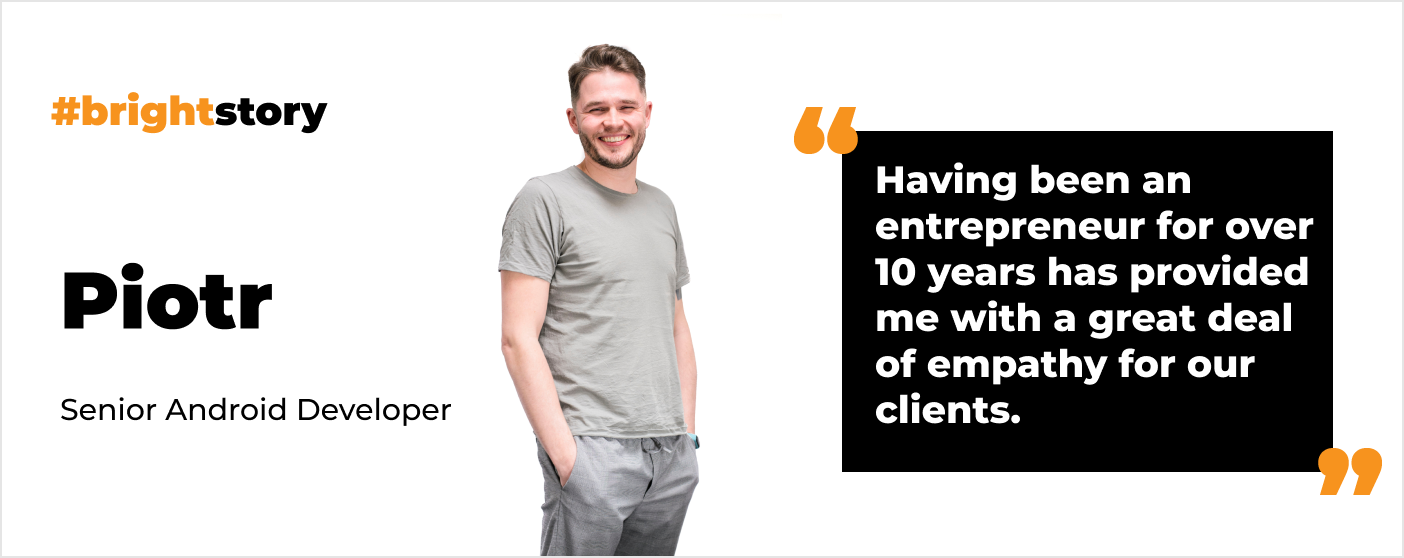 #brightstory
Piotr
Senior Android Developer
“
Having been an
entrepreneur for over
10 years has provided
me with a great deal
of empathy for our
clients.
”